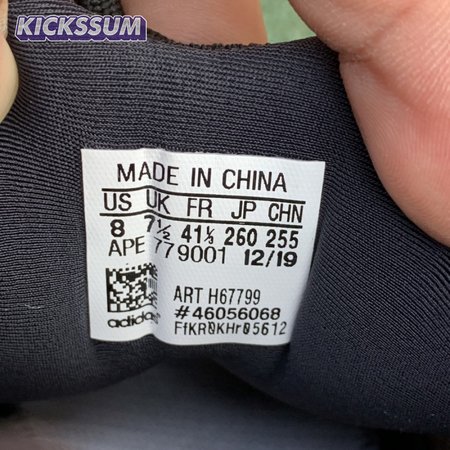 KICKSSUM
MADE IN CHINA
US UK FR JP CHN
8 7½ 41⅓ 260 255
APE 779001 12/19
ART H67799
#46056068
adidas
FfKR0KHr05612